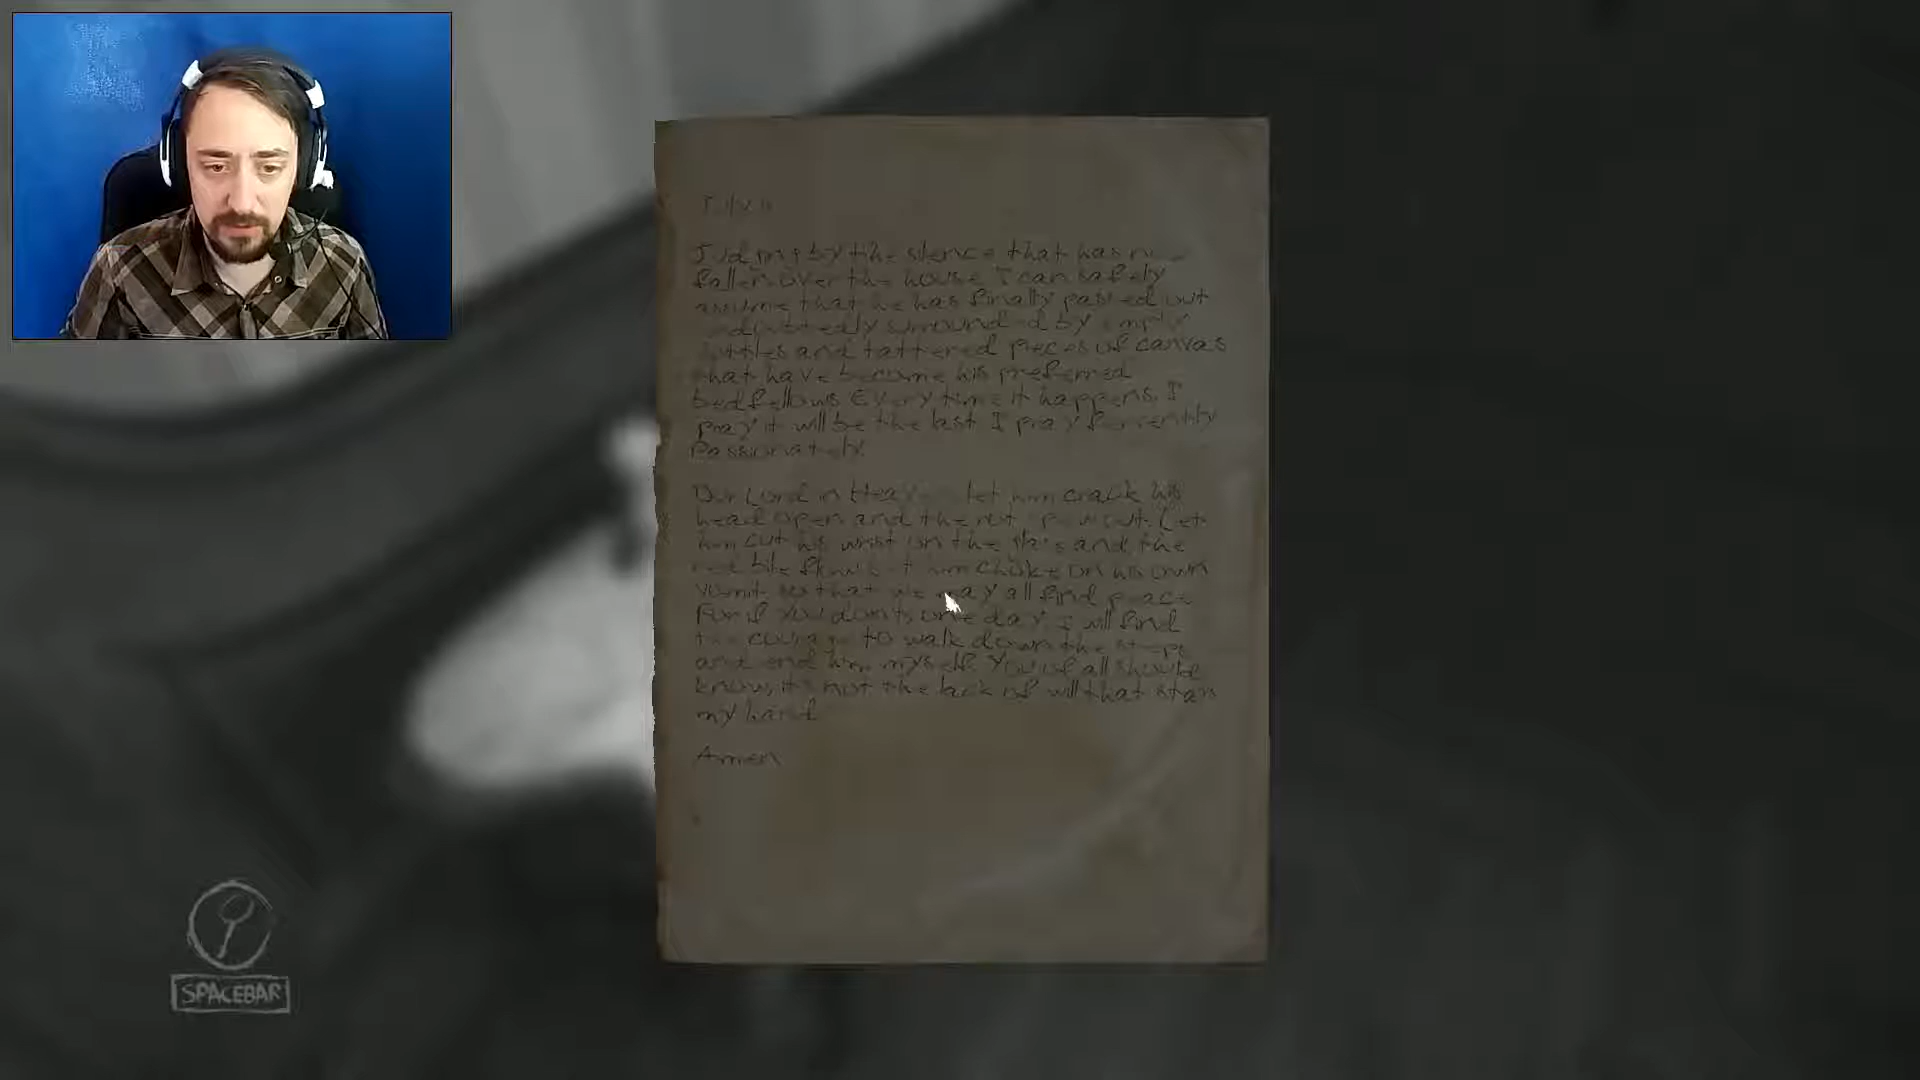 Judging by the silence that has now
fallen over the house I can safely
assume that he has finally passed out
undoubtedly surrounded by empty
bottles and tattered pieces of canvas
that have become his preferred
bedfellows Every time it happens, I
pray it will be the last I pray fervently
Passionately
Our Lord in Heaven let him crack his
head open and the rot pour out. Let
him cut his wrist on the glass and the
bile flow let him choke on his own
vomit so that we may all find peace
For if you don't, one day I will find
the courage to walk down the steps
and end him myself. You of all should
know, it's not the lack of will that stays
my hand
Amen
SPACEBAR